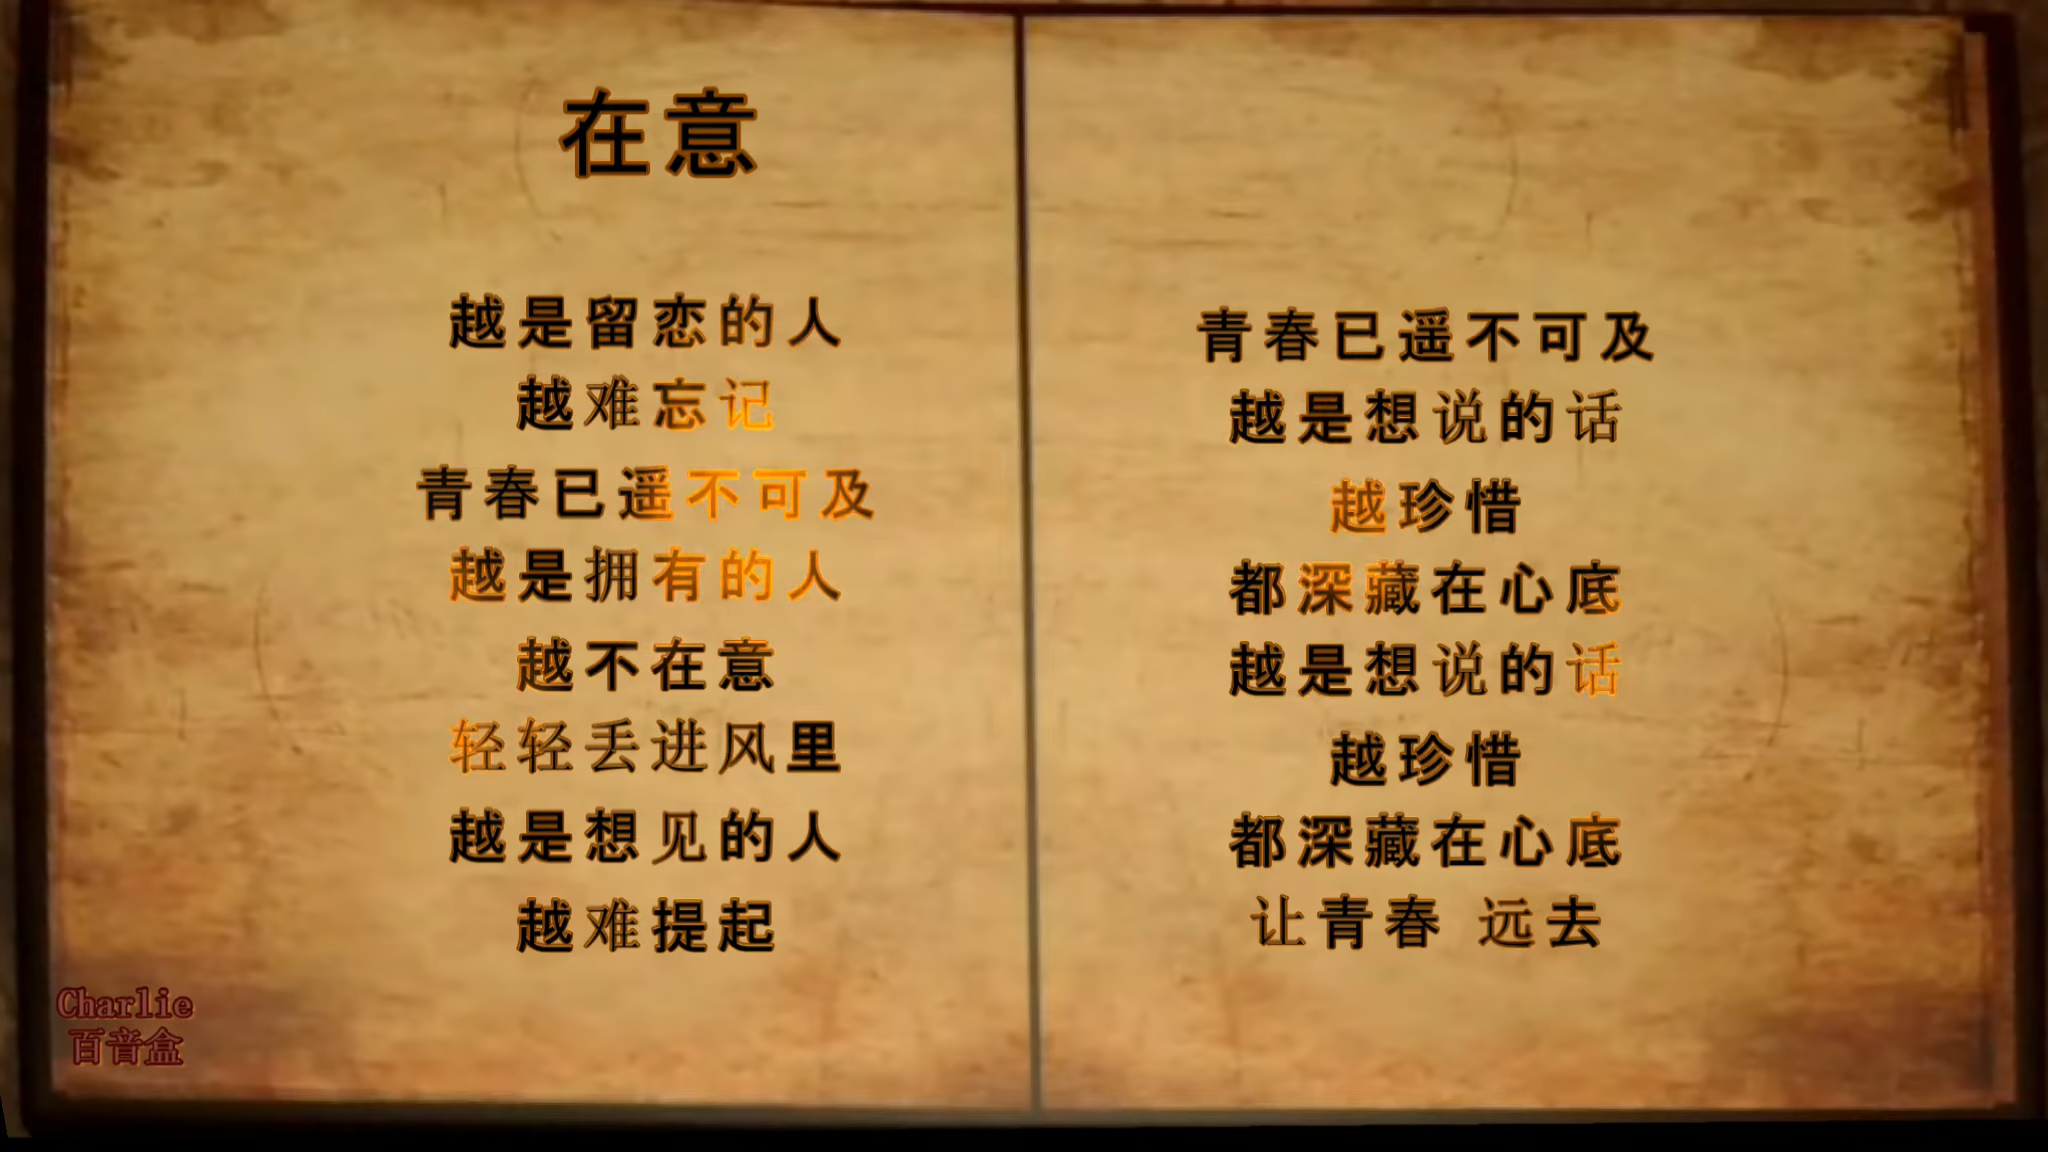 在意
越是留恋的人
越难忘记
青春已遥不可及
越是拥有的人
越不在意
轻轻丢进风里
越是想见的人
越难提起
青春已遥不可及
越是想说的话
越珍惜
都深藏在心底
越是想说的话
越珍惜
都深藏在心底
让青春 远去
Charlie
百音盒